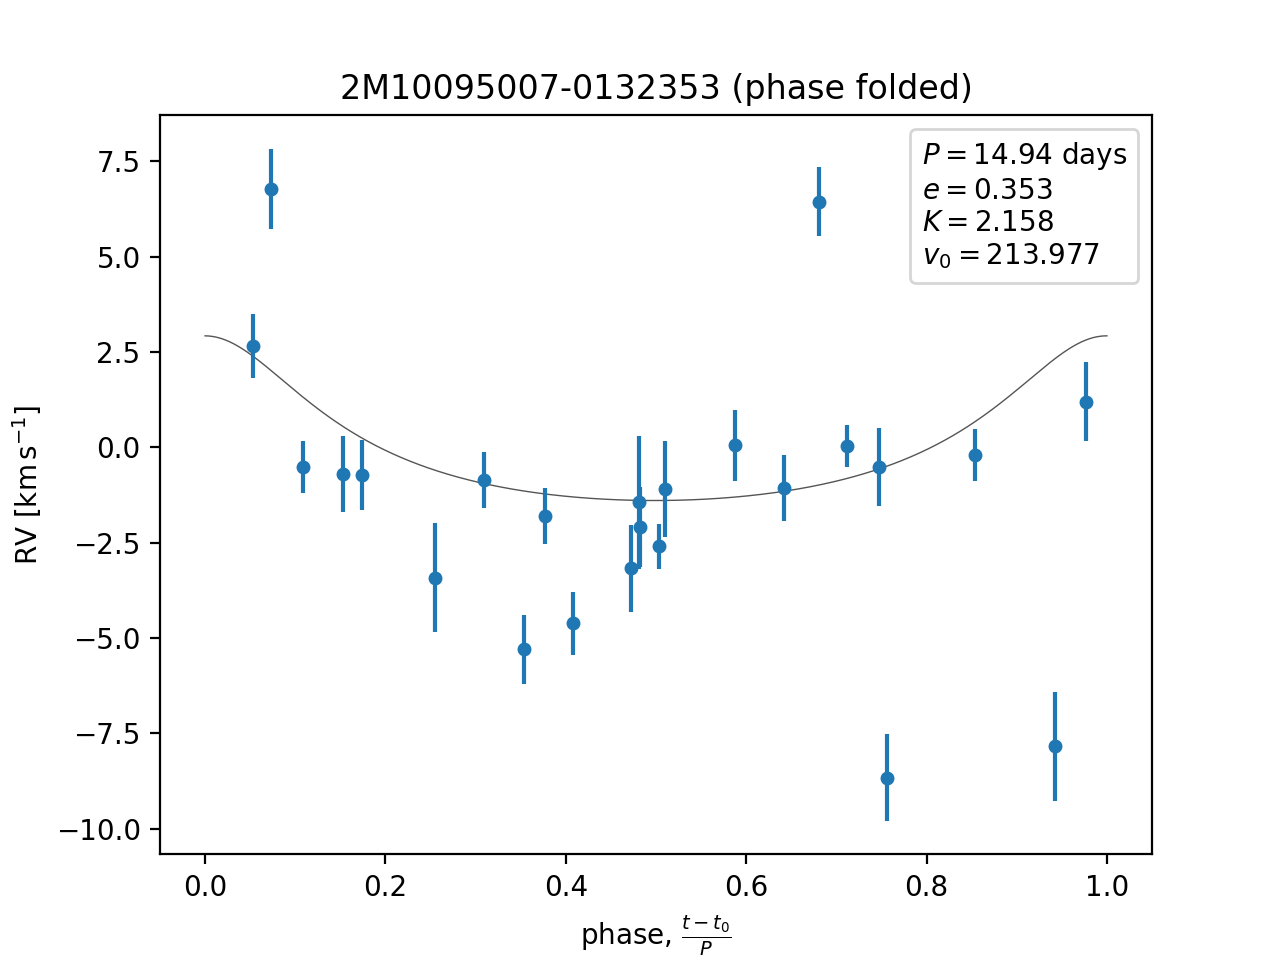 2M10095007-0132353 (phase folded)
P = 14.94 days
e = 0.353
K = 2.158
v₀ = 213.977
RV [km s⁻¹]
7.5
5.0
2.5
0.0
−2.5
−5.0
−7.5
−10.0
0.0 0.2 0.4 0.6 0.8 1.0
phase, (t − t₀)/P